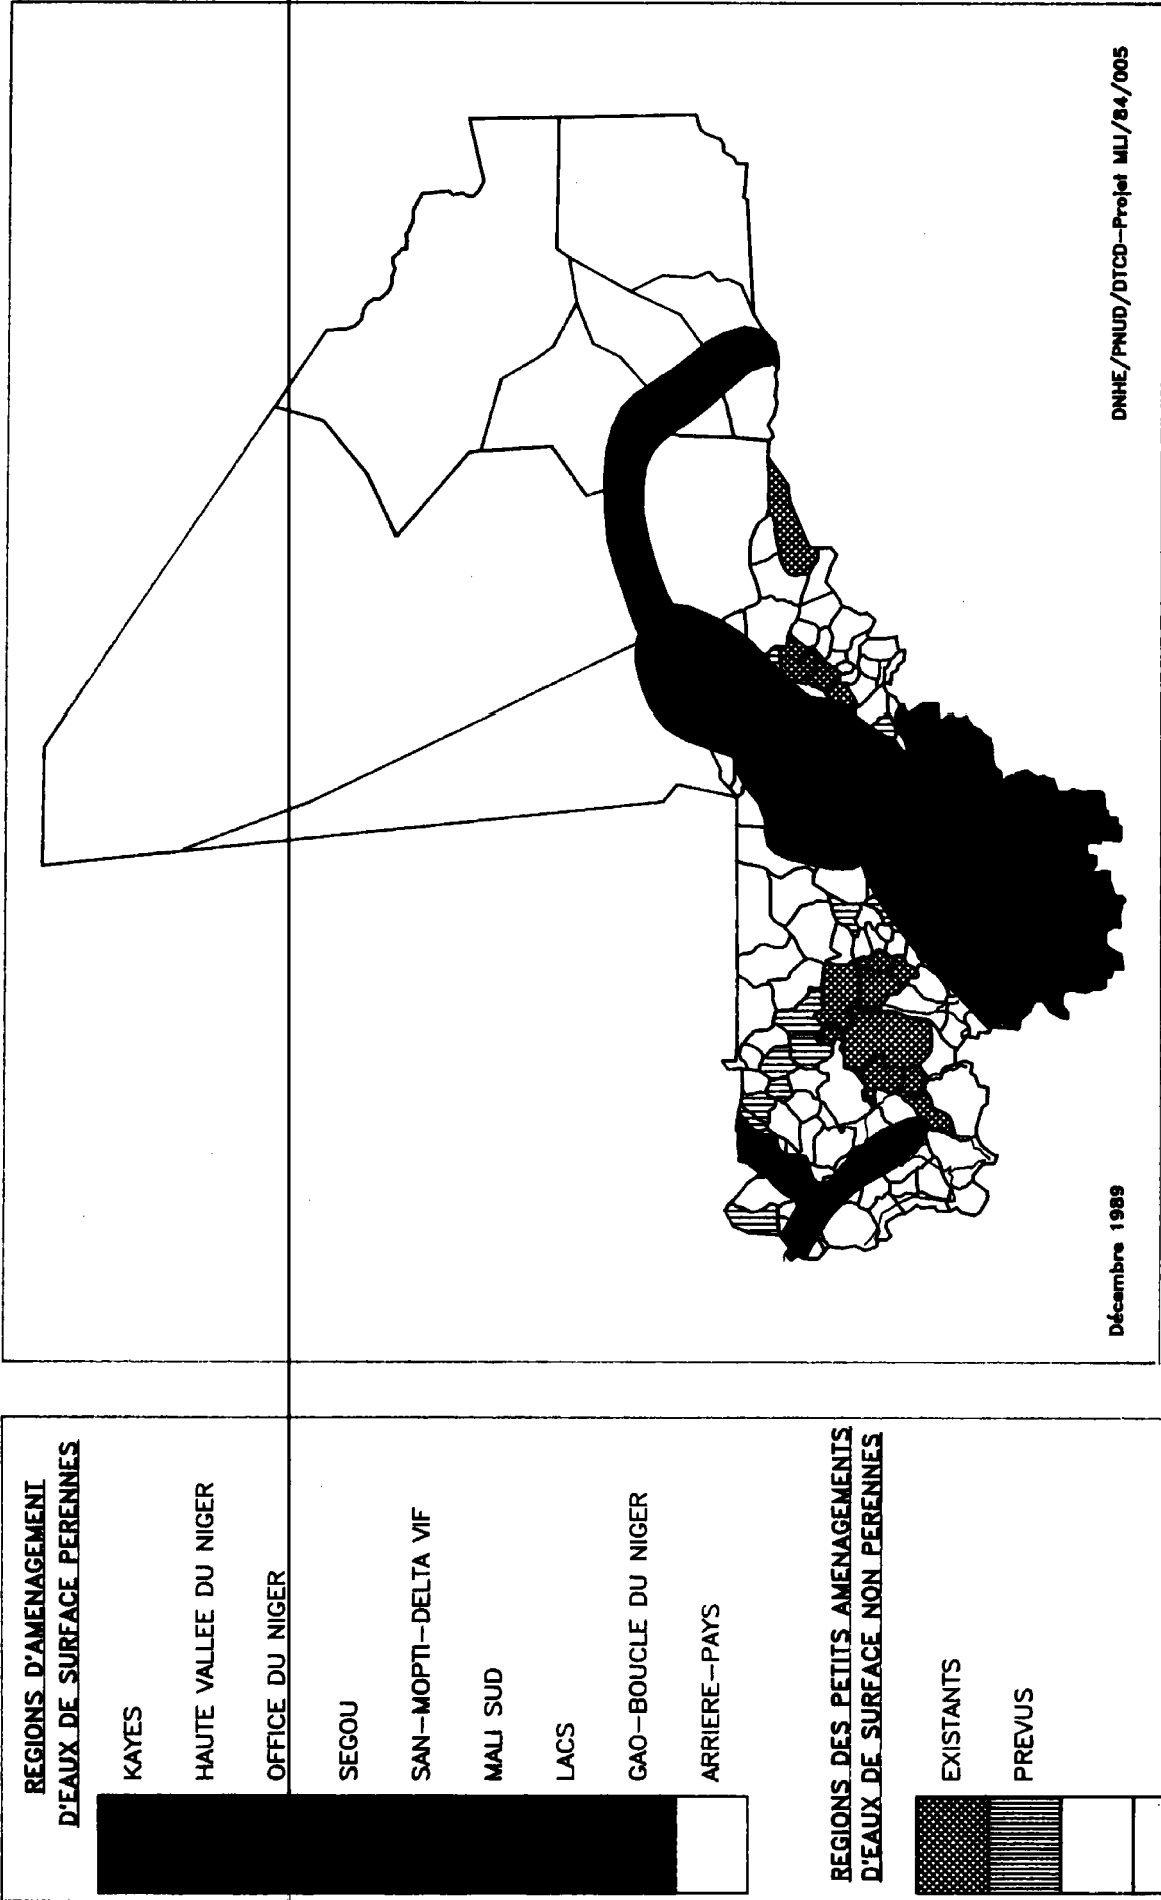 REGIONS D'AMENAGEMENT
D'EAUX DE SURFACE PERENNES
KAYES
HAUTE VALLEE DU NIGER
OFFICE DU NIGER
SEGOU
SAN-MOPTI-DELTA VIF
MALI SUD
LACS
GAO-BOUCLE DU NIGER
ARRIERE-PAYS
REGIONS DES PETITS AMENAGEMENTS
D'EAUX DE SURFACE NON PERENNES
EXISTANTS
PREVUS
Décembre 1989
DNHE/PNUD/DTCD-Projet MLI/84/005